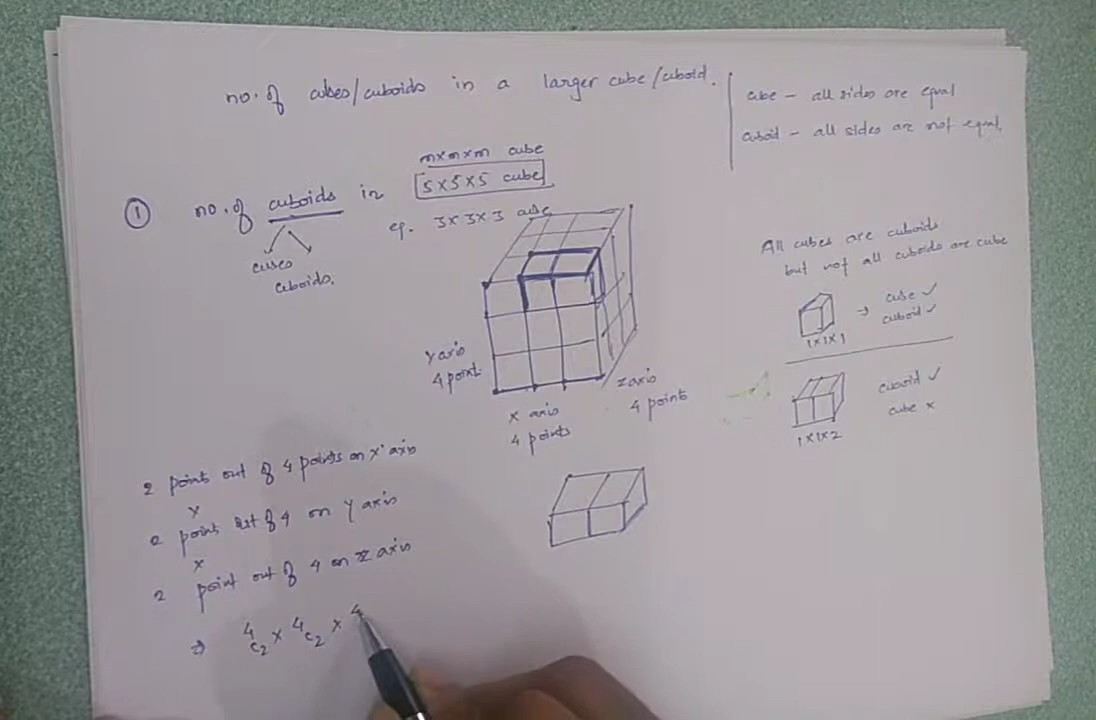 no. of cubes/cuboids in a larger cube/cuboid.
cube - all sides are equal
cuboid - all sides are not equal.
① no. of cuboids in
m×m×m cube
5×5×5 cube
cubes
cuboids.
eg. 3×3×3 cube
y axis
4 point
x axis
4 points
z axis
4 points
All cubes are cuboids
but not all cuboids are cube
→ cube ✓
cuboid ✓
1×1×1
cuboid ✓
cube ×
1×1×2
2 point out of 4 points on x axis
×
2 point out of 4 on y axis
×
2 point out of 4 on z axis
⇒ 4c2 × 4c2 × 4